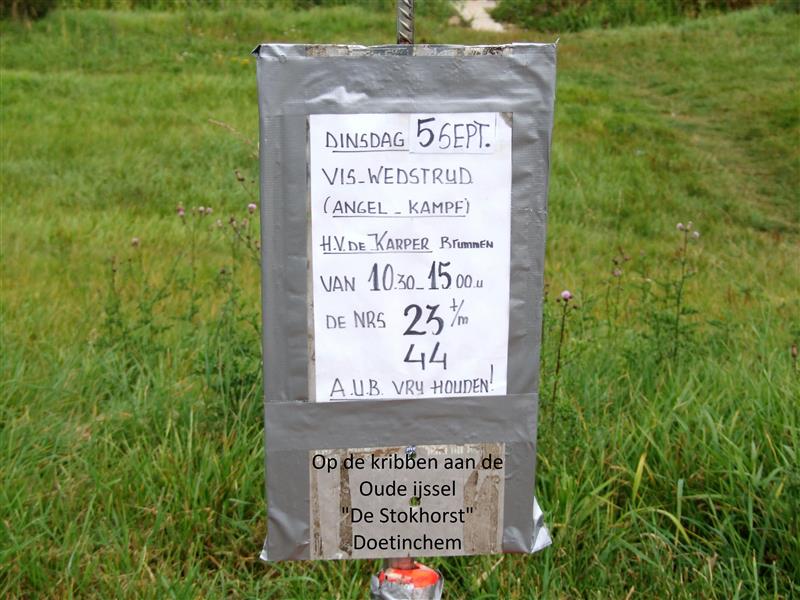 DINSDAG 5 SEPT.
VIS-WEDSTRIJD
(ANGEL-KAMPF)
H.V. DE KARPER BRUMMEN
VAN 10.30-15 00.u
DE NRS 23 t/m
44
A.U.B. VRIJ HOUDEN!
Op de kribben aan de
Oude ijssel
"De Stokhorst"
Doetinchem